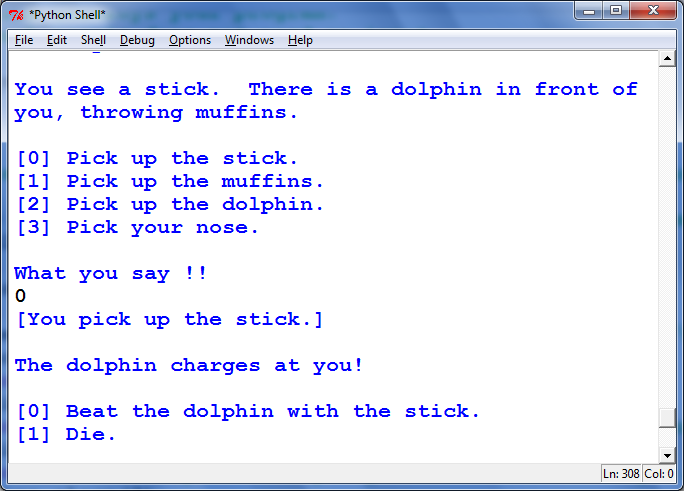 *Python Shell*
File Edit Shell Debug Options Windows Help
You see a stick.  There is a dolphin in front of
you, throwing muffins.
[0] Pick up the stick.
[1] Pick up the muffins.
[2] Pick up the dolphin.
[3] Pick your nose.
What you say !!
0
[You pick up the stick.]
The dolphin charges at you!
[0] Beat the dolphin with the stick.
[1] Die.
Ln: 308 Col: 0